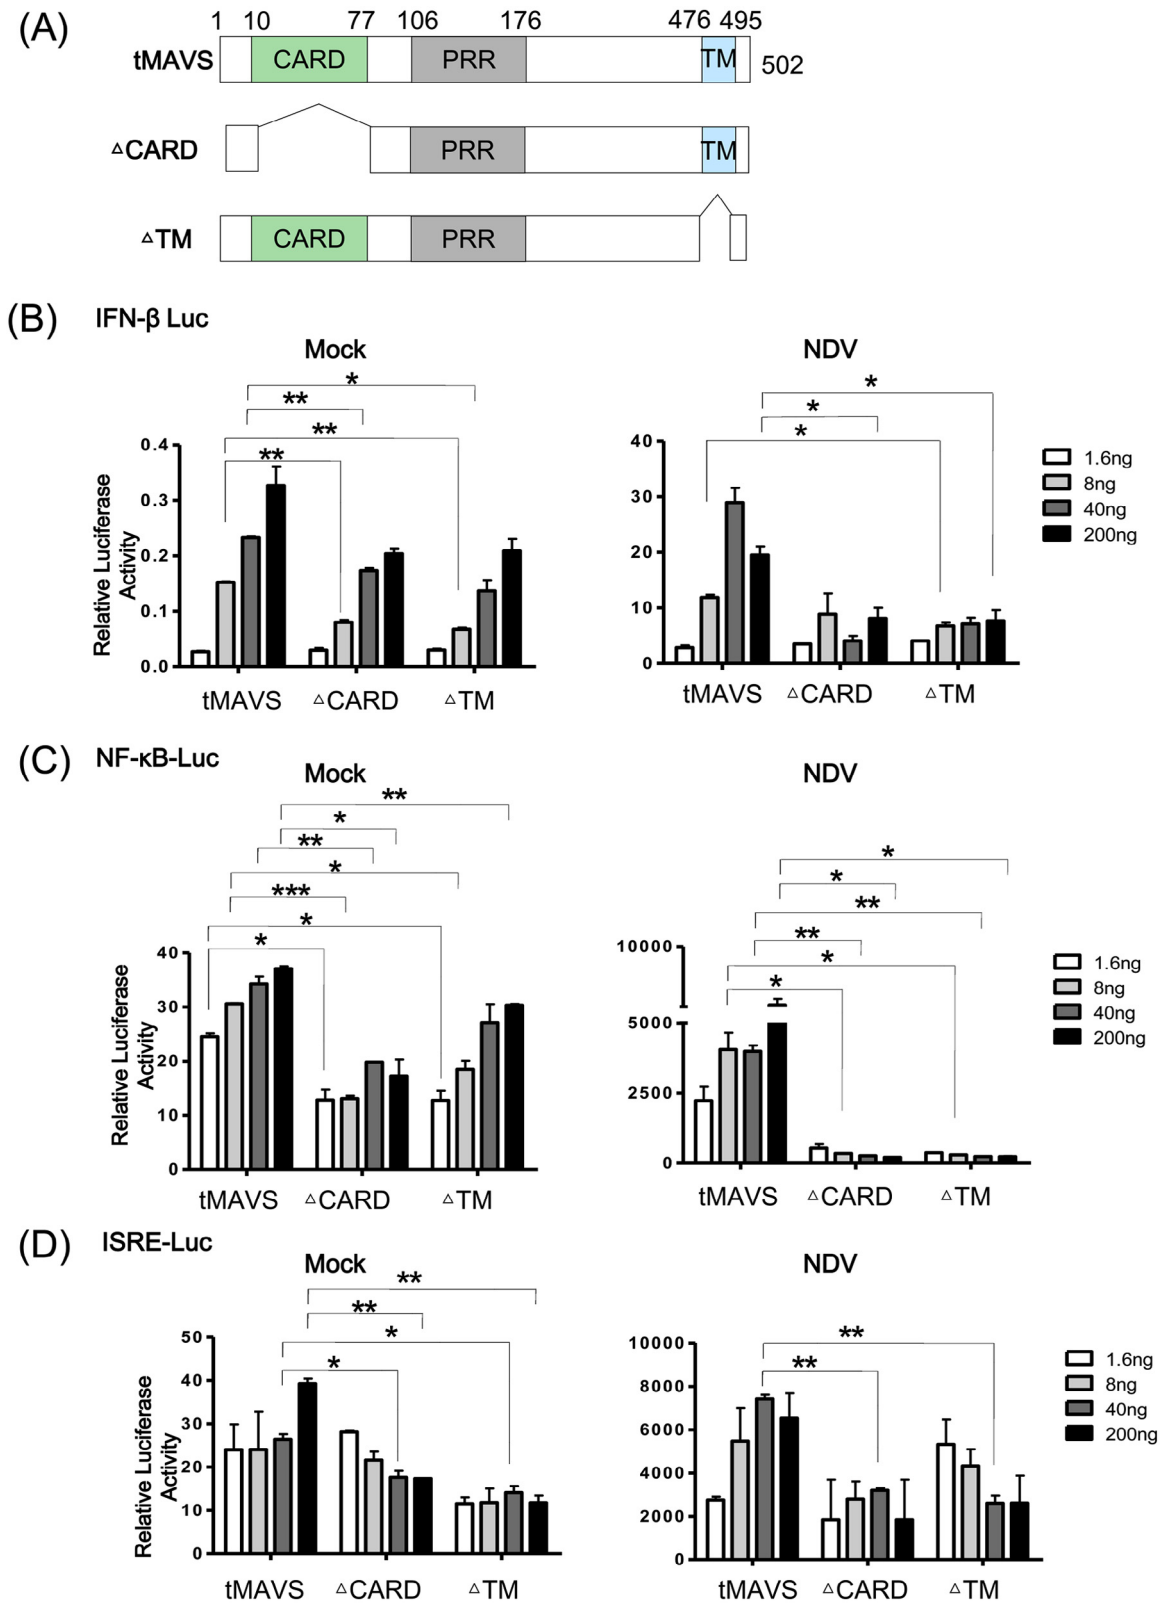 (A)
1 10 77 106 176 476 495
tMAVS CARD PRR TM 502
△CARD PRR TM
△TM CARD PRR
(B) IFN-β Luc
Mock NDV
* ** ** **
* * *
Relative Luciferase
Activity
0.4
0.3
0.2
0.1
0.0
tMAVS △CARD △TM
40
30
20
10
0
tMAVS △CARD △TM
1.6ng
8ng
40ng
200ng
(C) NF-κB-Luc
Mock NDV
** * ** * *** * *
* * ** ** * *
Relative Luciferase
Activity
40
30
20
10
0
tMAVS △CARD △TM
10000
5000
2500
0
tMAVS △CARD △TM
1.6ng
8ng
40ng
200ng
(D) ISRE-Luc
Mock NDV
** ** * *
** **
Relative Luciferase
Activity
50
40
30
20
10
0
tMAVS △CARD △TM
10000
8000
6000
4000
2000
0
tMAVS △CARD △TM
1.6ng
8ng
40ng
200ng